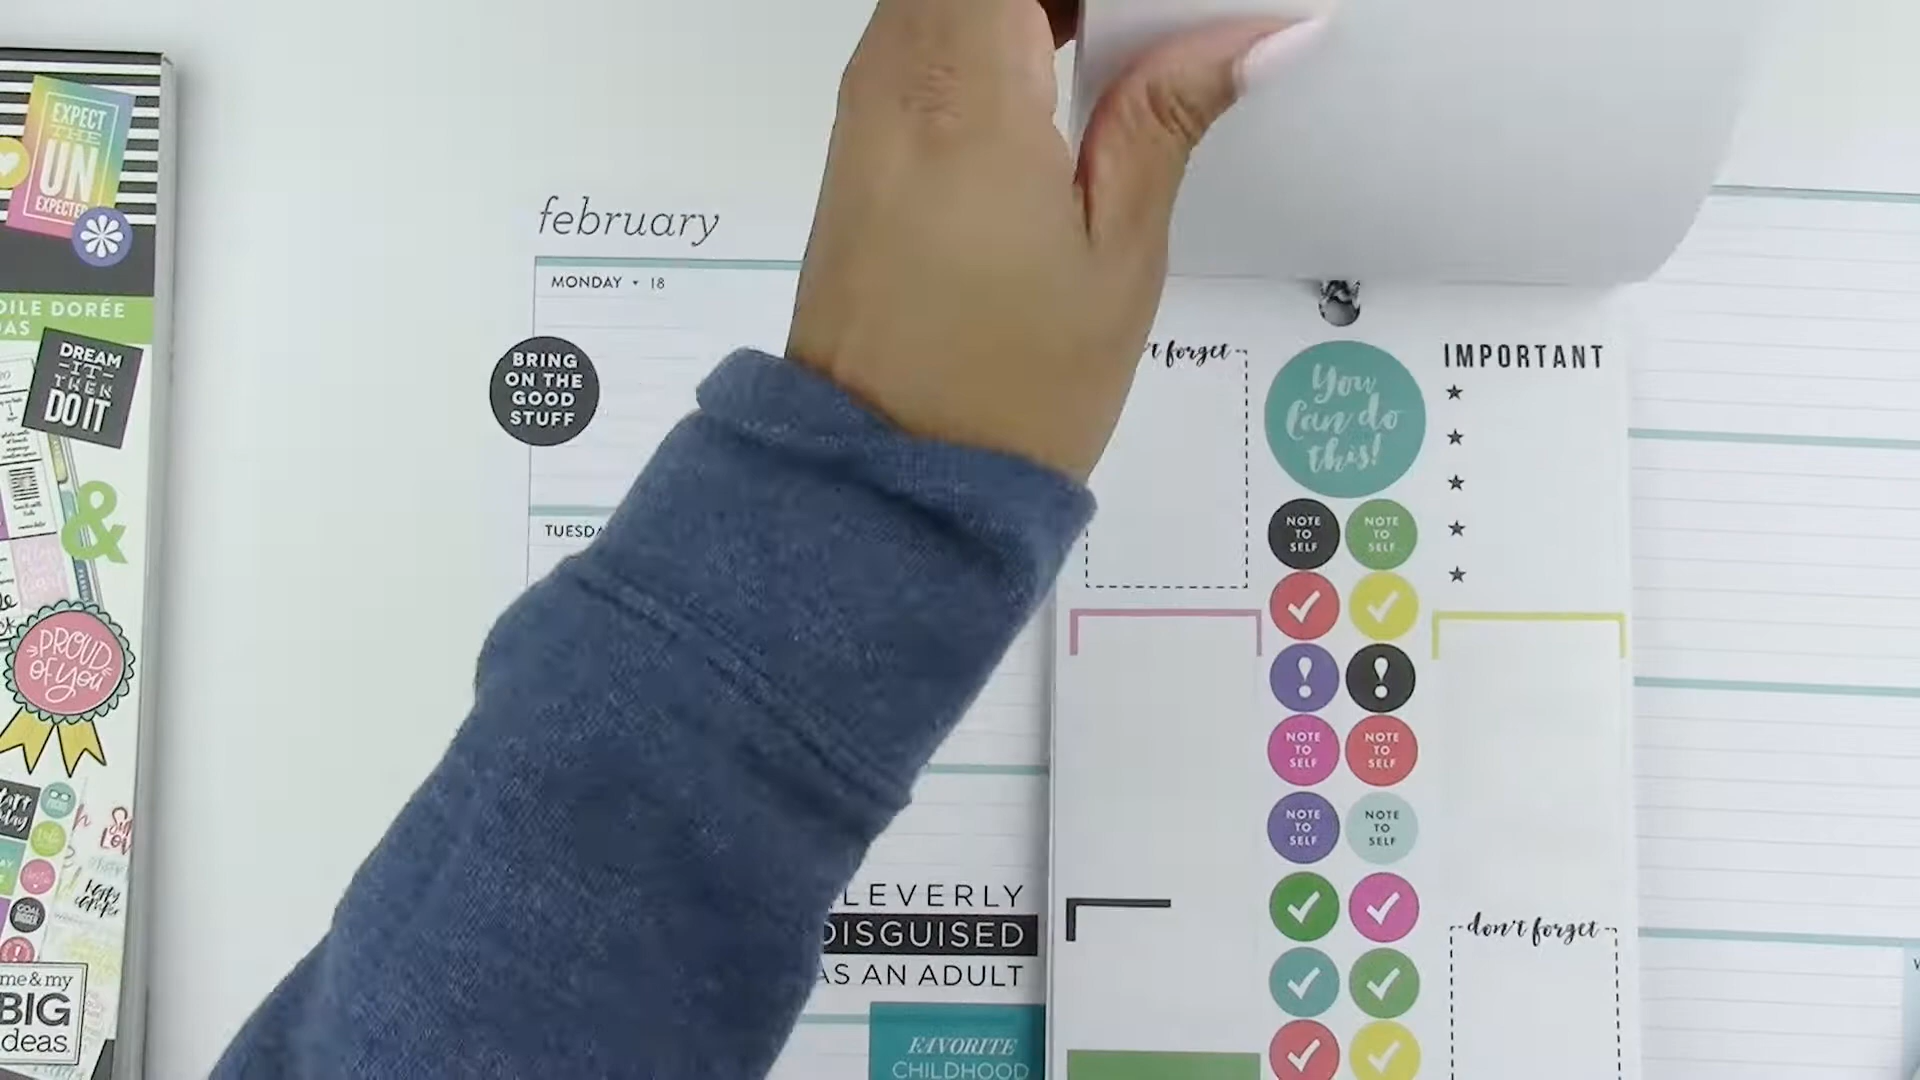 EXPECT
THE
UN
EXPECTED
OILE DORÉE
DAS
DREAM
-IT-
THEN
DO IT
&
PROUD
OF YOU
me & my
BIG
ideas.
february
MONDAY • 18
BRING
ON THE
GOOD
STUFF
TUESDA
LEVERLY
DISGUISED
AS AN ADULT
FAVORITE
CHILDHOOD
't forget
You
Can do
this!
NOTE
TO
SELF
NOTE
TO
SELF
!
!
NOTE
TO
SELF
NOTE
TO
SELF
NOTE
TO
SELF
NOTE
TO
SELF
IMPORTANT
don't forget